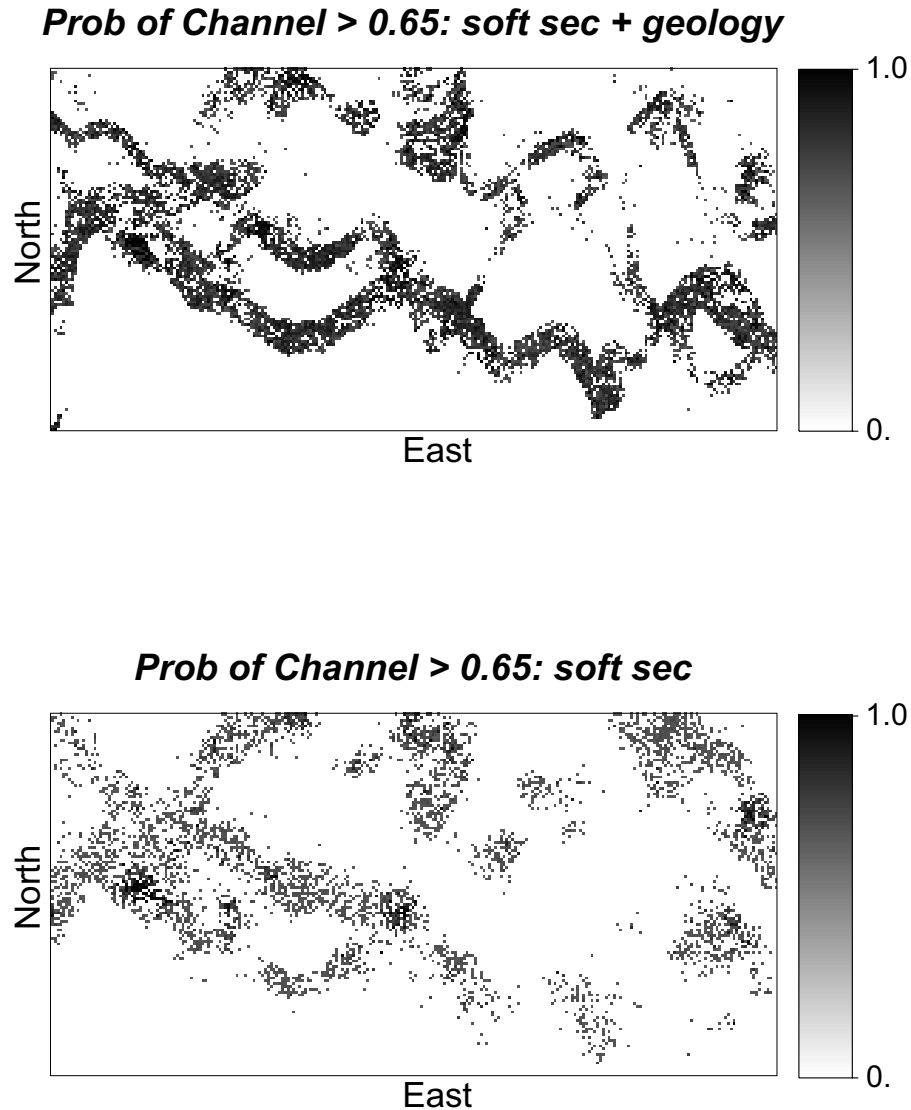 Prob of Channel > 0.65: soft sec + geology
1.0
North
0.
East
Prob of Channel > 0.65: soft sec
1.0
North
0.
East